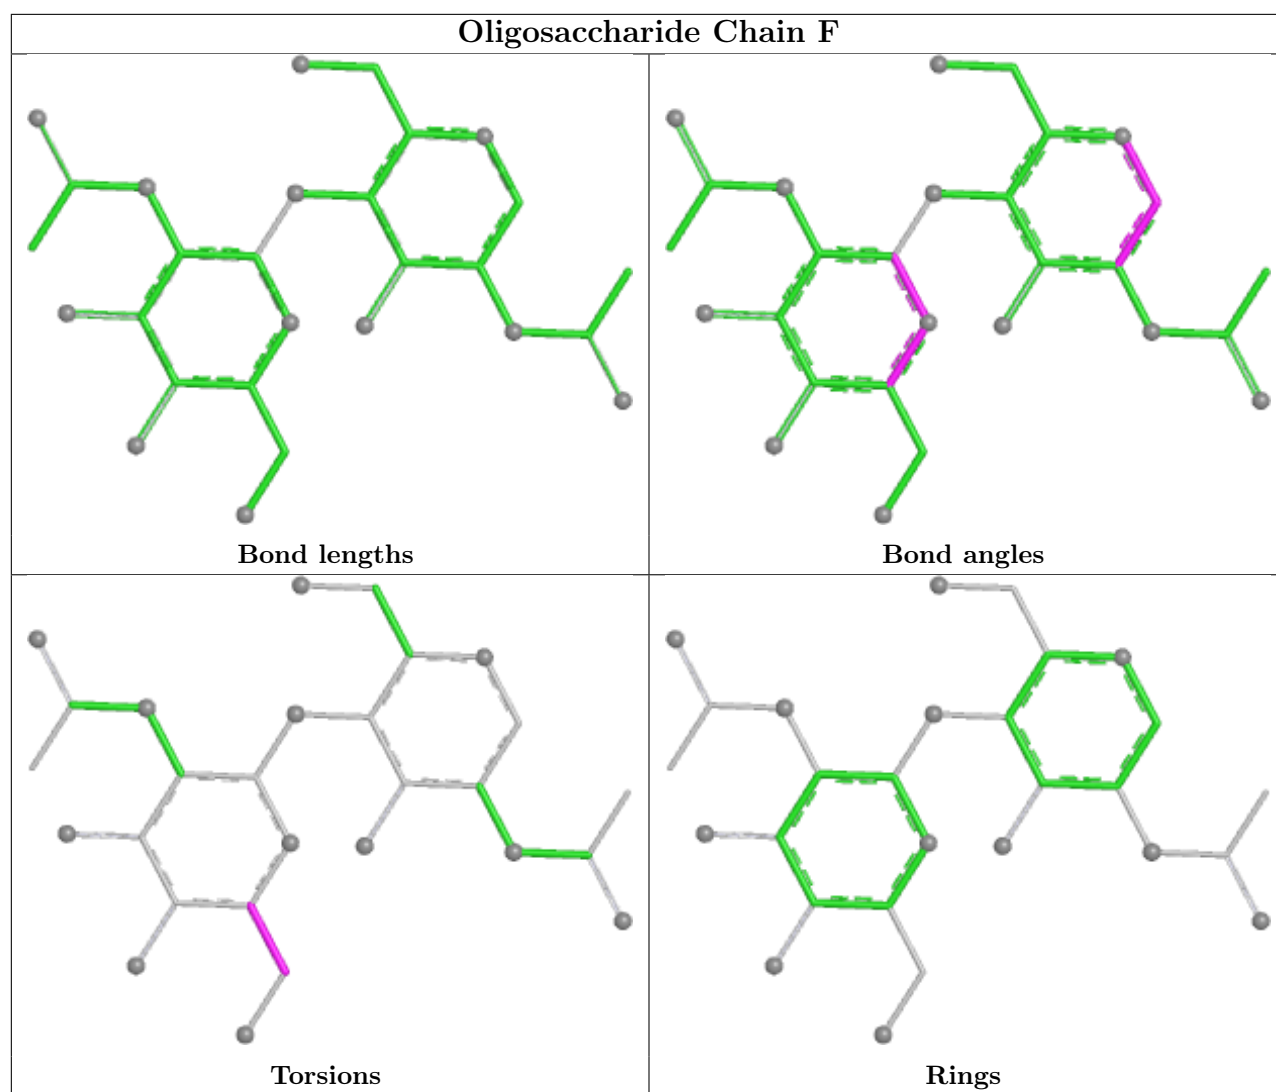 Oligosaccharide Chain F
Bond lengths
Bond angles
Torsions
Rings